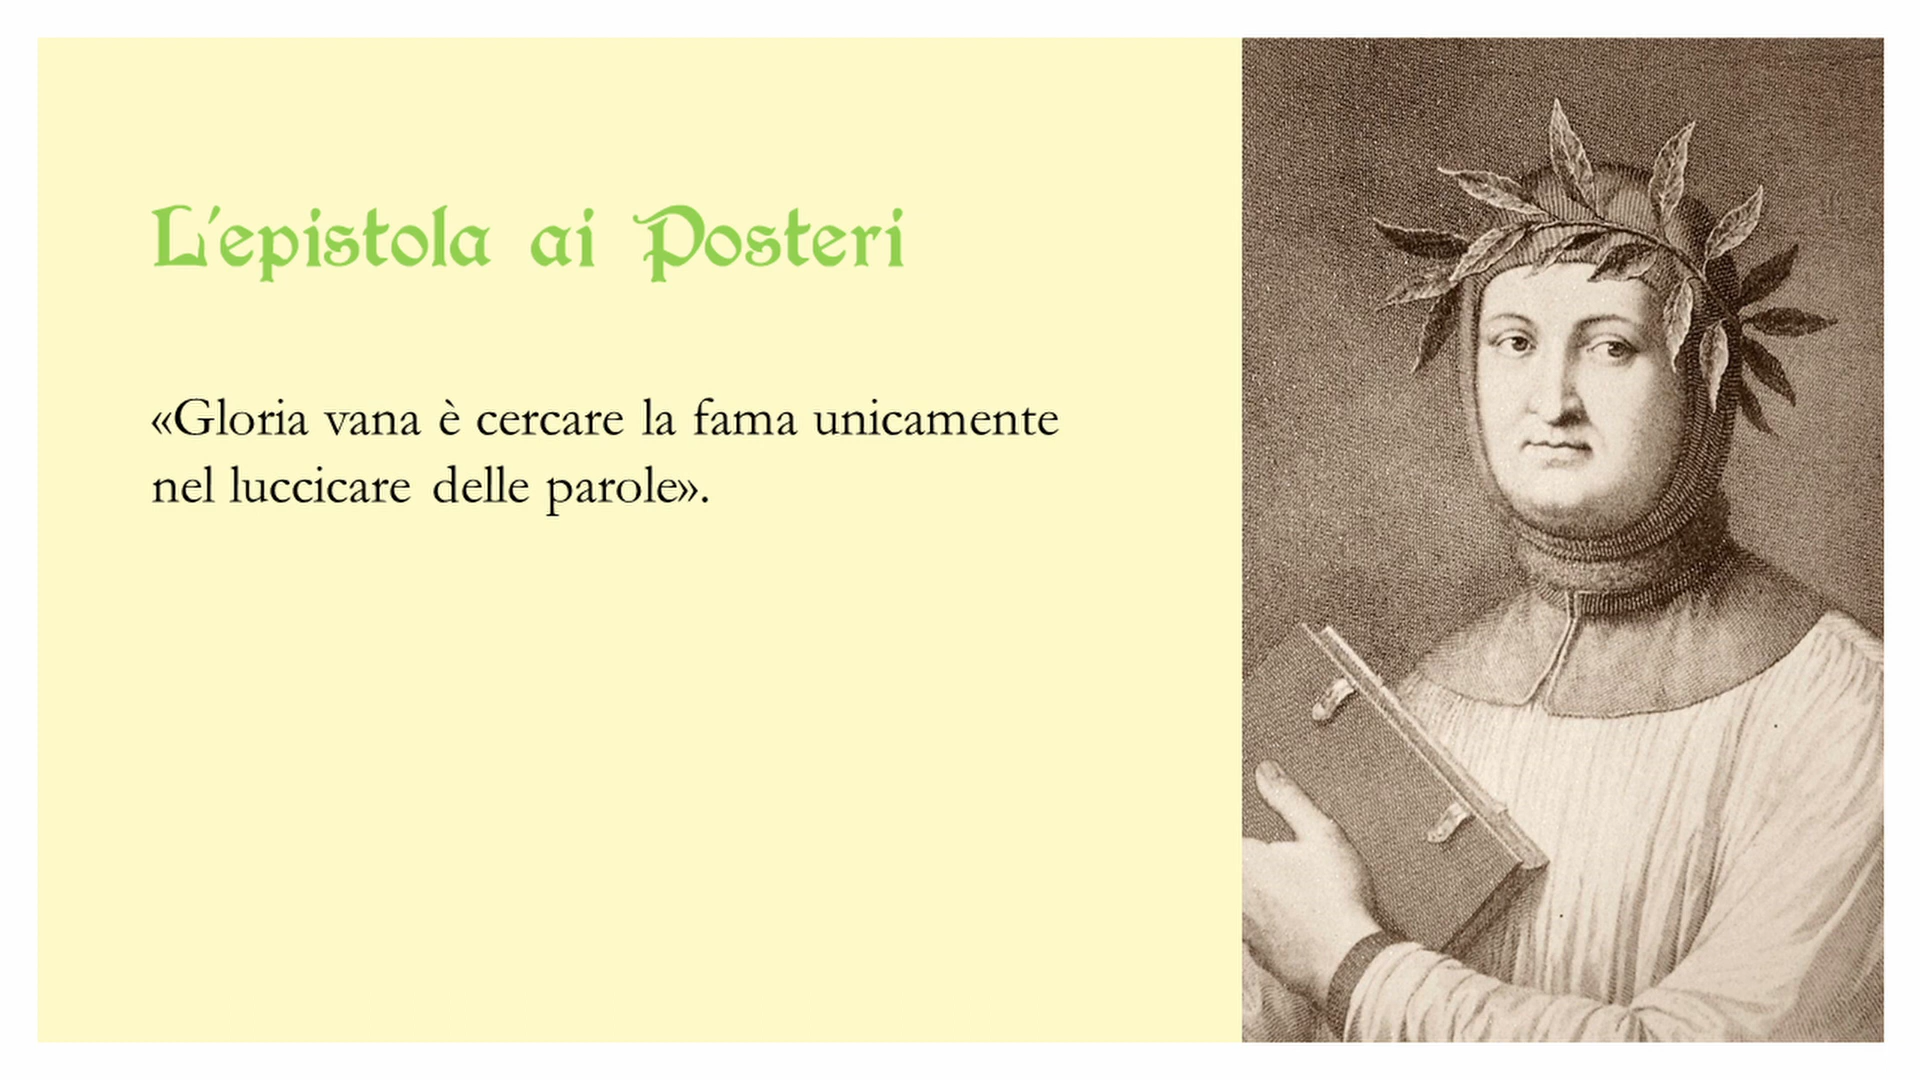 L'epistola ai Posteri
«Gloria vana è cercare la fama unicamente
nel luccicare delle parole».